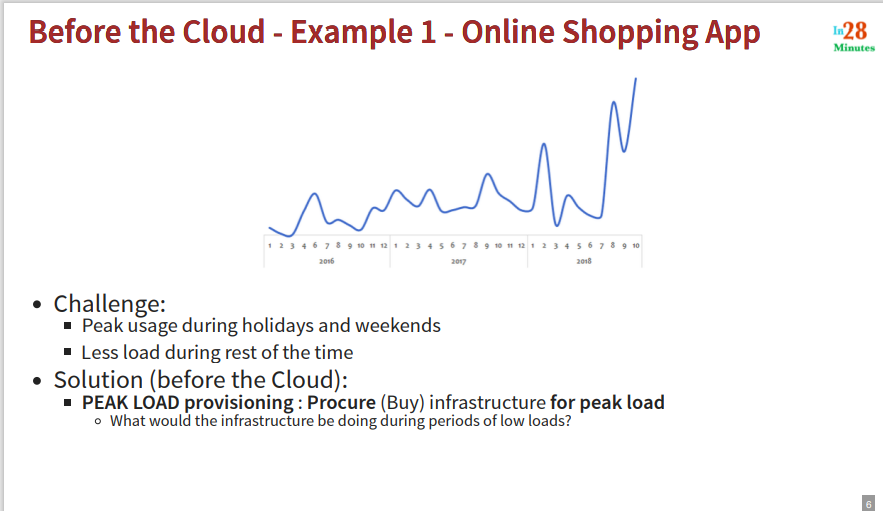 Before the Cloud - Example 1 - Online Shopping App
In28
Minutes
1 2 3 4 6 7 8 9 10 11 12 1 2 3 4 5 6 7 8 9 10 11 12 1 2 3 4 5 6 7 8 9 10
2016 2017 2018
• Challenge:
▪ Peak usage during holidays and weekends
▪ Less load during rest of the time
• Solution (before the Cloud):
▪ PEAK LOAD provisioning : Procure (Buy) infrastructure for peak load
○ What would the infrastructure be doing during periods of low loads?
6